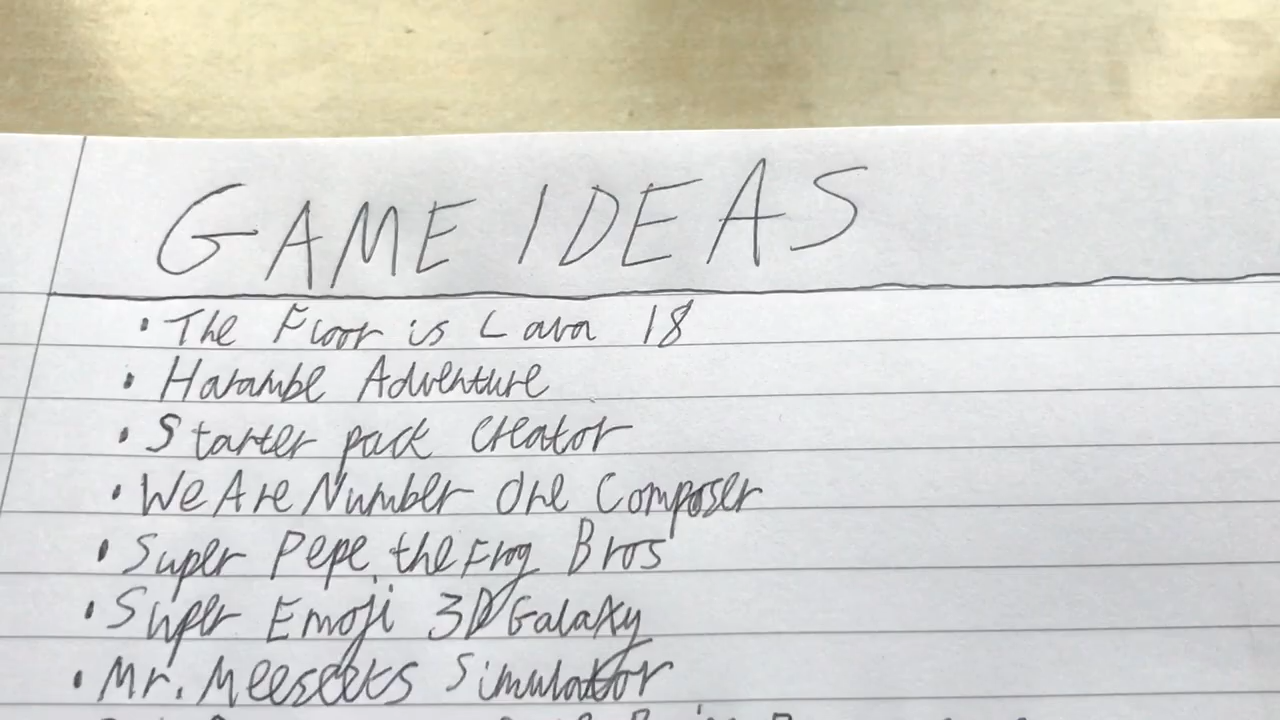 GAME IDEAS
• The Floor is Lava 18
• Harambe Adventure
• Starter pack Creator
• We Are Number One Composer
• Super Pepe the Frog Bros
• Super Emoji 3D Galaxy
• Mr. Meeseeks Simulator